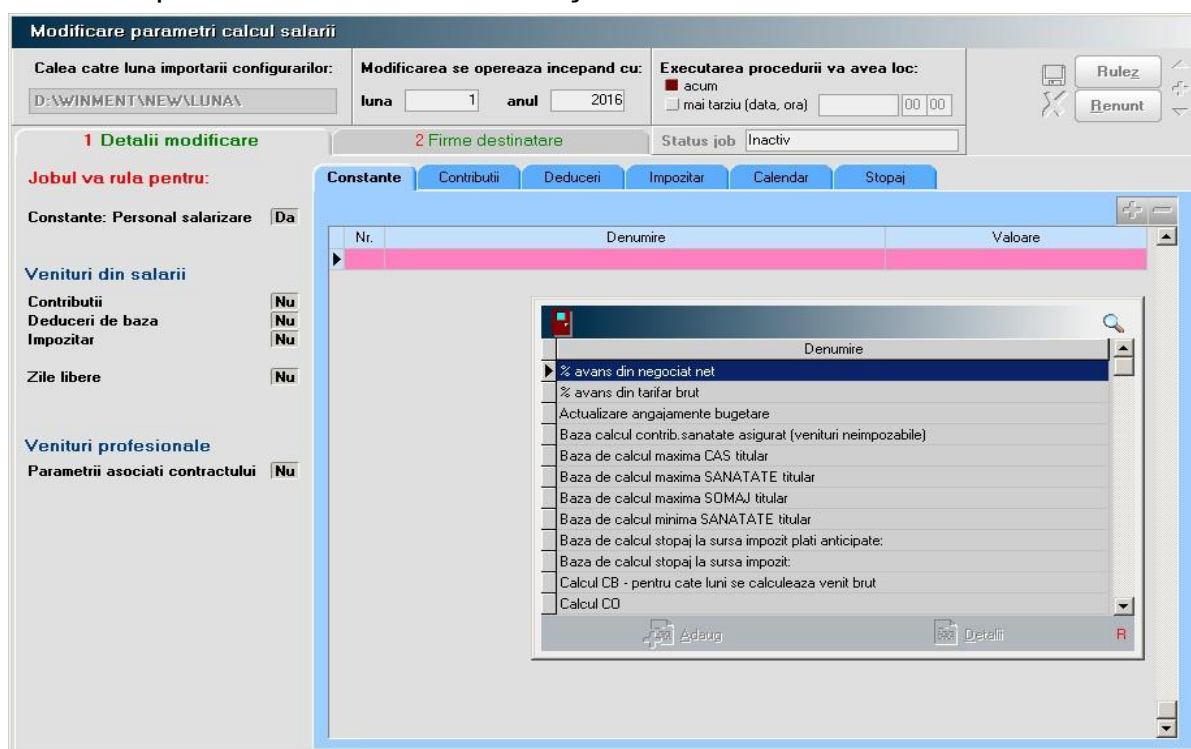 Modificare parametri calcul salarii
Calea catre luna importarii configurarilor:
D:\WINMENT\NEW\LUNA\
Modificarea se opereaza incepand cu:
luna 1 anul 2016
Executarea procedurii va avea loc:
acum
mai tarziu (data, ora) 00 00
Rulez
Renunt
1 Detalii modificare
2 Firme destinatare
Status job Inactiv
Jobul va rula pentru:
Constante: Personal salarizare Da
Venituri din salarii
Contributii Nu
Deduceri de baza Nu
Impozitar Nu
Zile libere Nu
Venituri profesionale
Parametrii asociati contractului Nu
Constante Contributii Deduceri Impozitar Calendar Stopaj
Nr. Denumire Valoare
Denumire
% avans din negociat net
% avans din tarifar brut
Actualizare angajamente bugetare
Baza calcul contrib.sanatate asigurat (venituri neimpozabile)
Baza de calcul maxima CAS titular
Baza de calcul maxima SANATATE titular
Baza de calcul maxima SOMAJ titular
Baza de calcul minima SANATATE titular
Baza de calcul stopaj la sursa impozit plati anticipate:
Baza de calcul stopaj la sursa impozit:
Calcul CB - pentru cate luni se calculeaza venit brut
Calcul CO
Adaug Detalii R